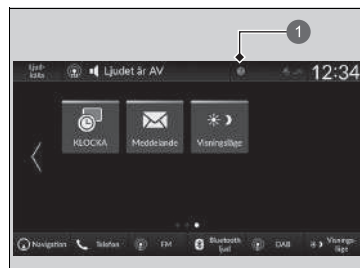 1
Ljud-
källa
Ljudet är AV
12:34
KLOCKA Meddelande Visningsläge
Navigation Telefon FM Bluetooth DAB Visnings-
ljud läge